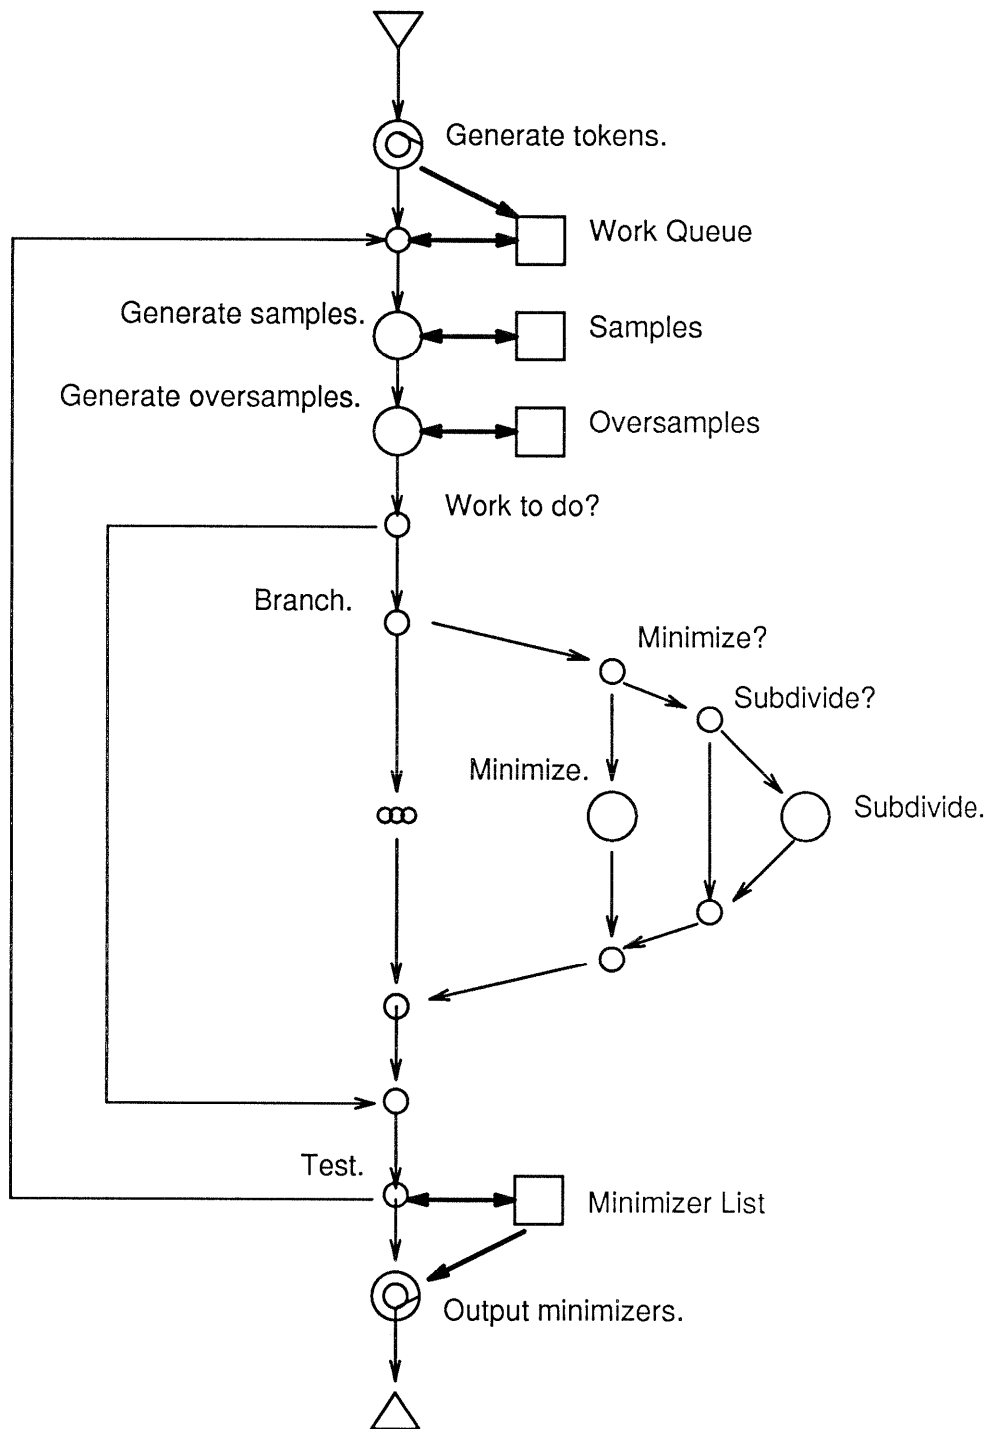 Generate tokens.
Work Queue
Generate samples.
Samples
Generate oversamples.
Oversamples
Work to do?
Branch.
Minimize?
Subdivide?
Minimize.
Subdivide.
Test.
Minimizer List
Output minimizers.